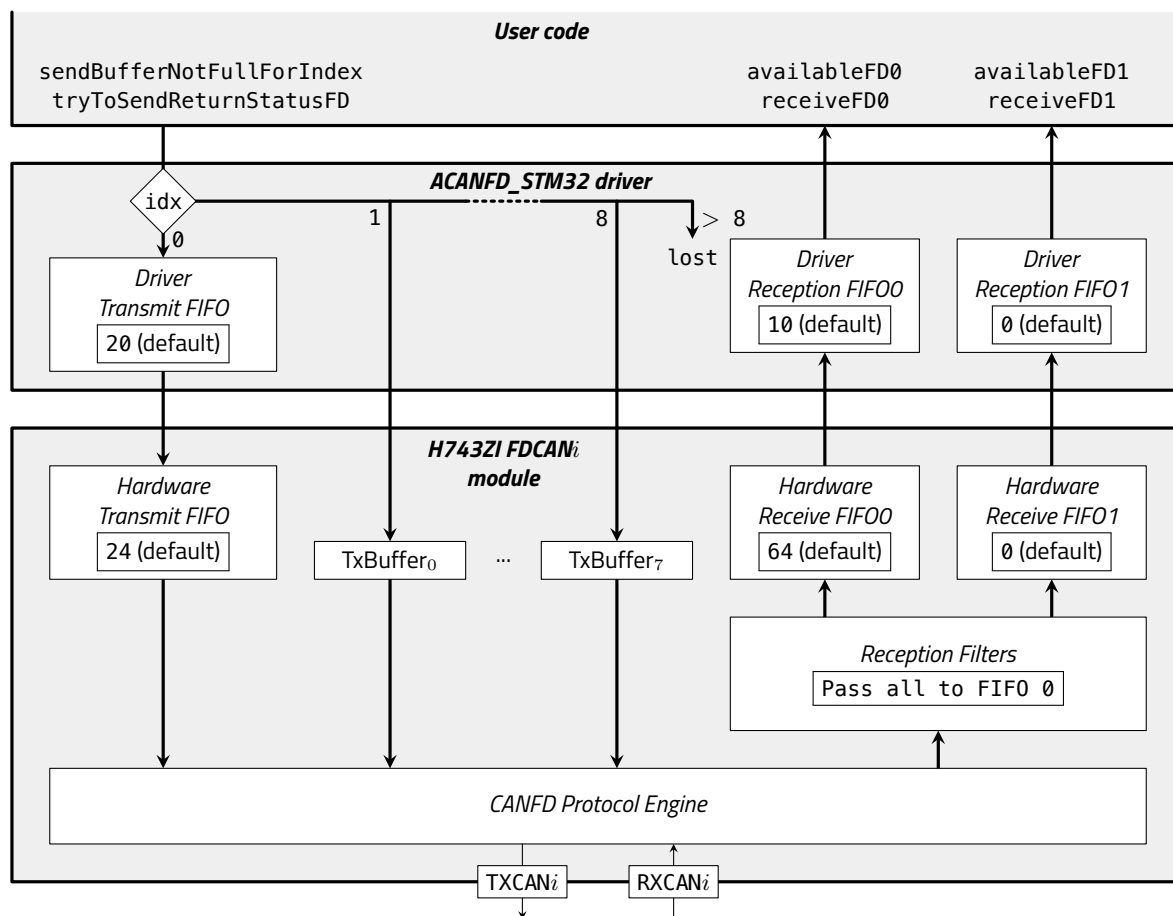 User code
sendBufferNotFullForIndex
tryToSendReturnStatusFD
availableFD0
receiveFD0
availableFD1
receiveFD1
ACANFD_STM32 driver
idx
0
1
8
> 8
lost
Driver
Transmit FIFO
20 (default)
Driver
Reception FIFO0
10 (default)
Driver
Reception FIFO1
0 (default)
H743ZI FDCANi
module
Hardware
Transmit FIFO
24 (default)
TxBuffer₀
...
TxBuffer₇
Hardware
Receive FIFO0
64 (default)
Hardware
Receive FIFO1
0 (default)
Reception Filters
Pass all to FIFO 0
CANFD Protocol Engine
TXCANi
RXCANi